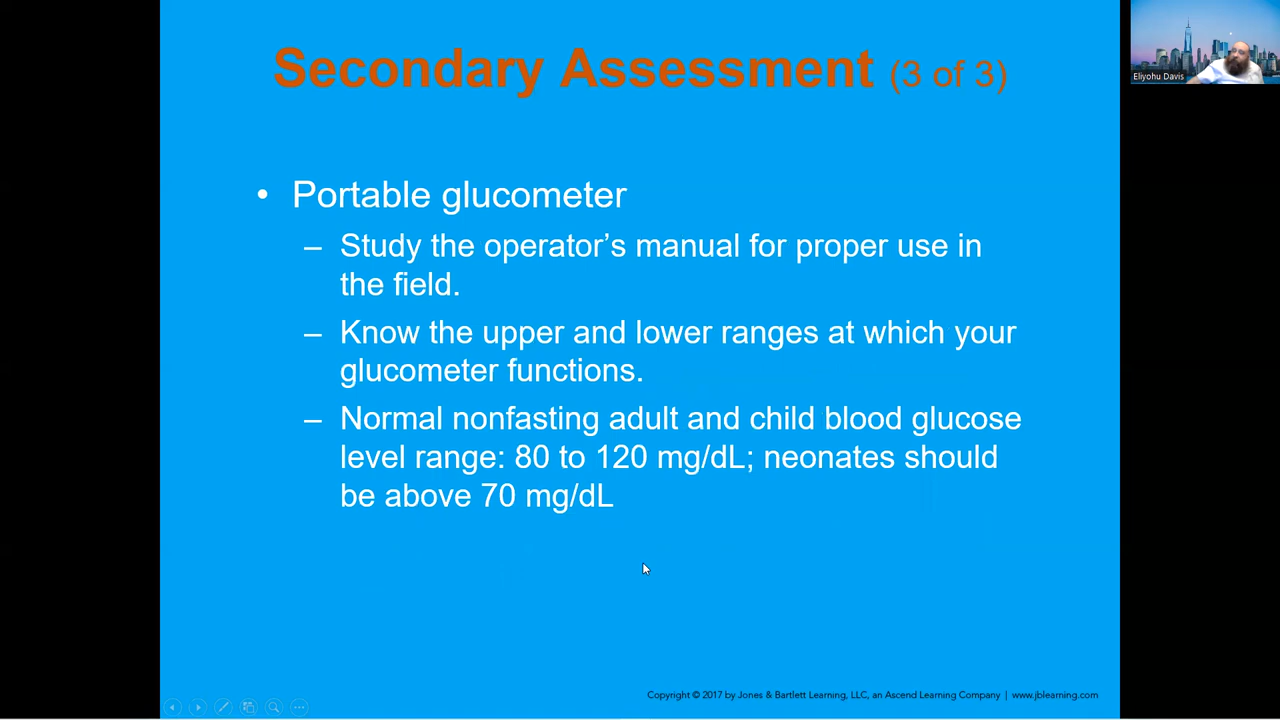 Secondary Assessment (3 of 3)
Eliyohu Davis
• Portable glucometer
– Study the operator’s manual for proper use in
the field.
– Know the upper and lower ranges at which your
glucometer functions.
– Normal nonfasting adult and child blood glucose
level range: 80 to 120 mg/dL; neonates should
be above 70 mg/dL
Copyright © 2017 by Jones & Bartlett Learning, LLC, an Ascend Learning Company | www.jblearning.com